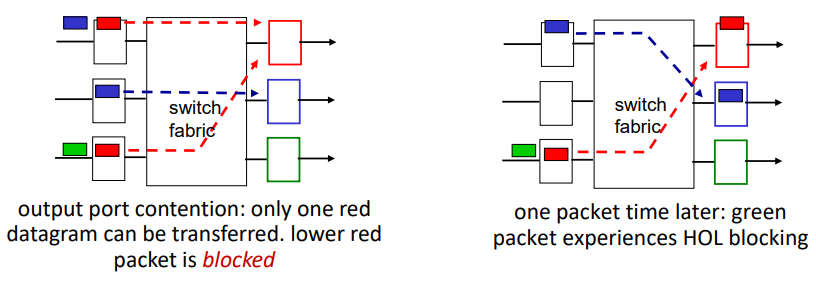 switch
fabric
output port contention: only one red
datagram can be transferred. lower red
packet is blocked
switch
fabric
one packet time later: green
packet experiences HOL blocking